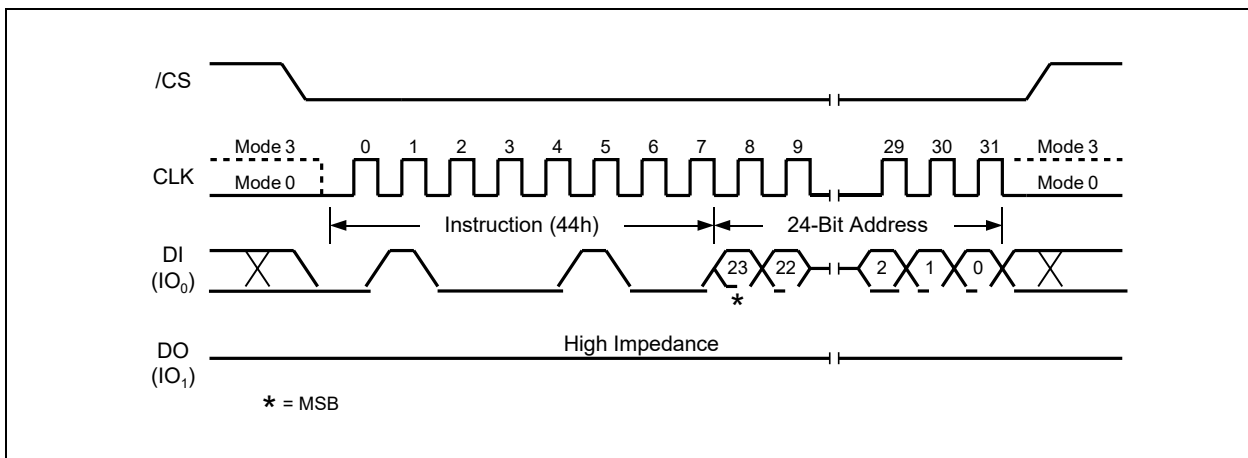 /CS
Mode 3 0 1 2 3 4 5 6 7 8 9 29 30 31 Mode 3
CLK
Mode 0 Mode 0
Instruction (44h) 24-Bit Address
DI
(IO₀)
23 22 2 1 0
*
High Impedance
DO
(IO₁)
* = MSB